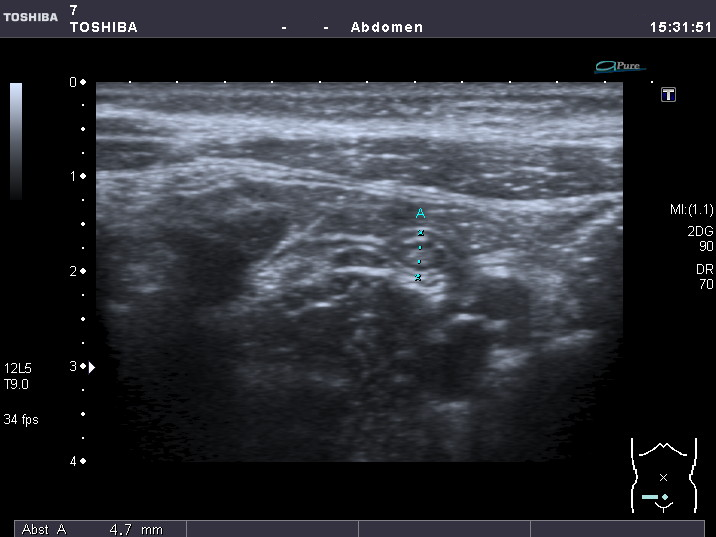 TOSHIBA
7
TOSHIBA - - Abdomen 15:31:51
aPure
T
0
1
2
3
4
A
MI:(1.1)
2DG
90
DR
70
12L5
T9.0
34 fps
Abst A 4.7 mm